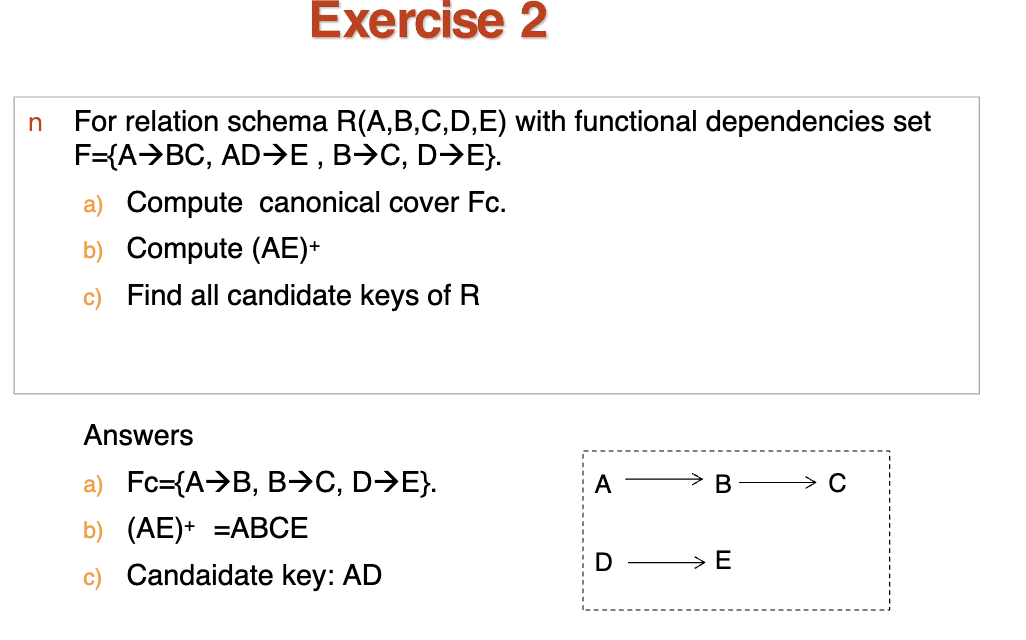 Exercise 2
n For relation schema R(A,B,C,D,E) with functional dependencies set
F={A→BC, AD→E , B→C, D→E}.
a) Compute canonical cover Fc.
b) Compute (AE)+
c) Find all candidate keys of R
Answers
a) Fc={A→B, B→C, D→E}.
b) (AE)+ =ABCE
c) Candaidate key: AD
A → B → C
D → E